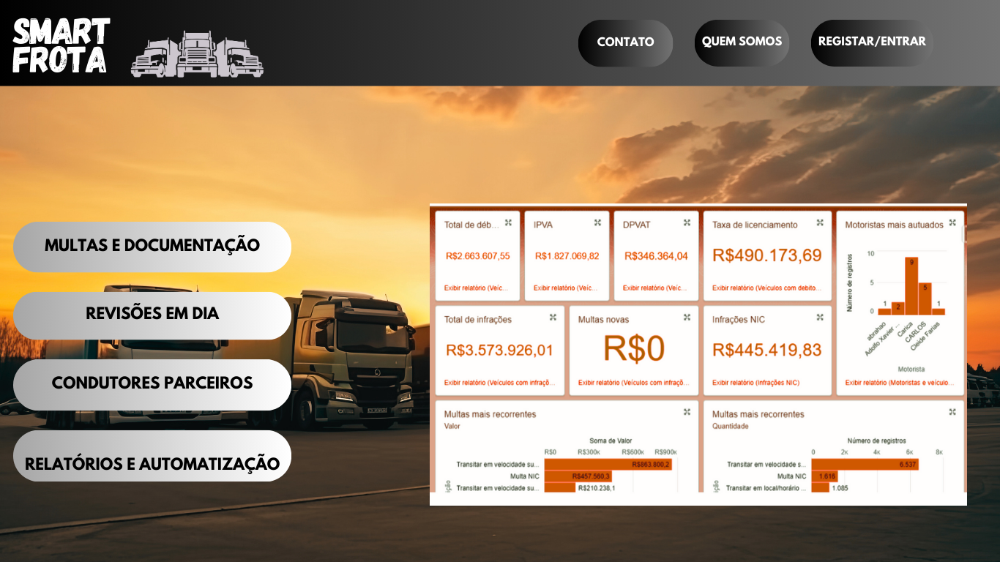 SMART
FROTA
CONTATO
QUEM SOMOS
REGISTAR/ENTRAR
MULTAS E DOCUMENTAÇÃO
REVISÕES EM DIA
CONDUTORES PARCEIROS
RELATÓRIOS E AUTOMATIZAÇÃO
Total de déb...
R$2.663.607,55
Exibir relatório (Veíc...
IPVA
R$1.827.069,82
Exibir relatório (Veíc...
DPVAT
R$346.364,04
Exibir relatório (Veíc...
Taxa de licenciamento
R$490.173,69
Exibir relatório (Veículos com debito...
Motoristas mais autuados
Número de registros
10
5
0
1
2
9
5
1
abrahao
Adolfo Xavier ...
Carica
CARLOS
Cleide Farias
Motorista
Exibir relatório (Motoristas e veículo...
Total de infrações
R$3.573.926,01
Exibir relatório (Veículos com infraçõ...
Multas novas
R$0
Exibir relatório (Veículos com infraçõ...
Infrações NIC
R$445.419,83
Exibir relatório (Infrações NIC)
Multas mais recorrentes
Valor
Soma de Valor
R$0 R$300K R$600K R$900K
Transitar em velocidade su... R$863.800,2
Multa NIC R$457.560,3
Transitar em velocidade su... R$210.238,1
ição
Multas mais recorrentes
Quantidade
Número de registros
0 2K 4K 6K 8K
Transitar em velocidade s... 6.537
Multa NIC 1.616
Transitar em local/horário ... 1.085
ição